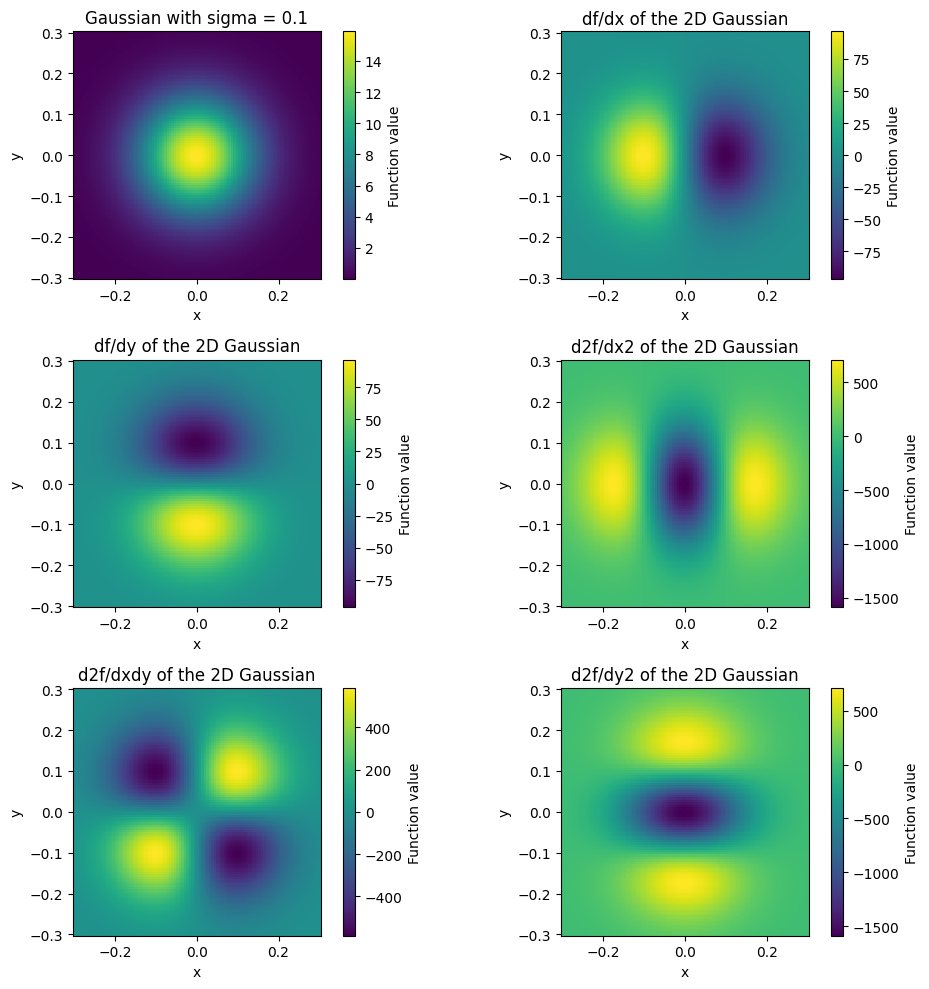 Gaussian with sigma = 0.1
0.3
0.2
0.1
0.0
−0.1
−0.2
−0.3
y
−0.2 0.0 0.2
x
14
12
10
8
6
4
2
Function value
df/dx of the 2D Gaussian
0.3
0.2
0.1
0.0
−0.1
−0.2
−0.3
y
−0.2 0.0 0.2
x
75
50
25
0
−25
−50
−75
Function value
df/dy of the 2D Gaussian
0.3
0.2
0.1
0.0
−0.1
−0.2
−0.3
y
−0.2 0.0 0.2
x
75
50
25
0
−25
−50
−75
Function value
d2f/dx2 of the 2D Gaussian
0.3
0.2
0.1
0.0
−0.1
−0.2
−0.3
y
−0.2 0.0 0.2
x
500
0
−500
−1000
−1500
Function value
d2f/dxdy of the 2D Gaussian
0.3
0.2
0.1
0.0
−0.1
−0.2
−0.3
y
−0.2 0.0 0.2
x
400
200
0
−200
−400
Function value
d2f/dy2 of the 2D Gaussian
0.3
0.2
0.1
0.0
−0.1
−0.2
−0.3
y
−0.2 0.0 0.2
x
500
0
−500
−1000
−1500
Function value